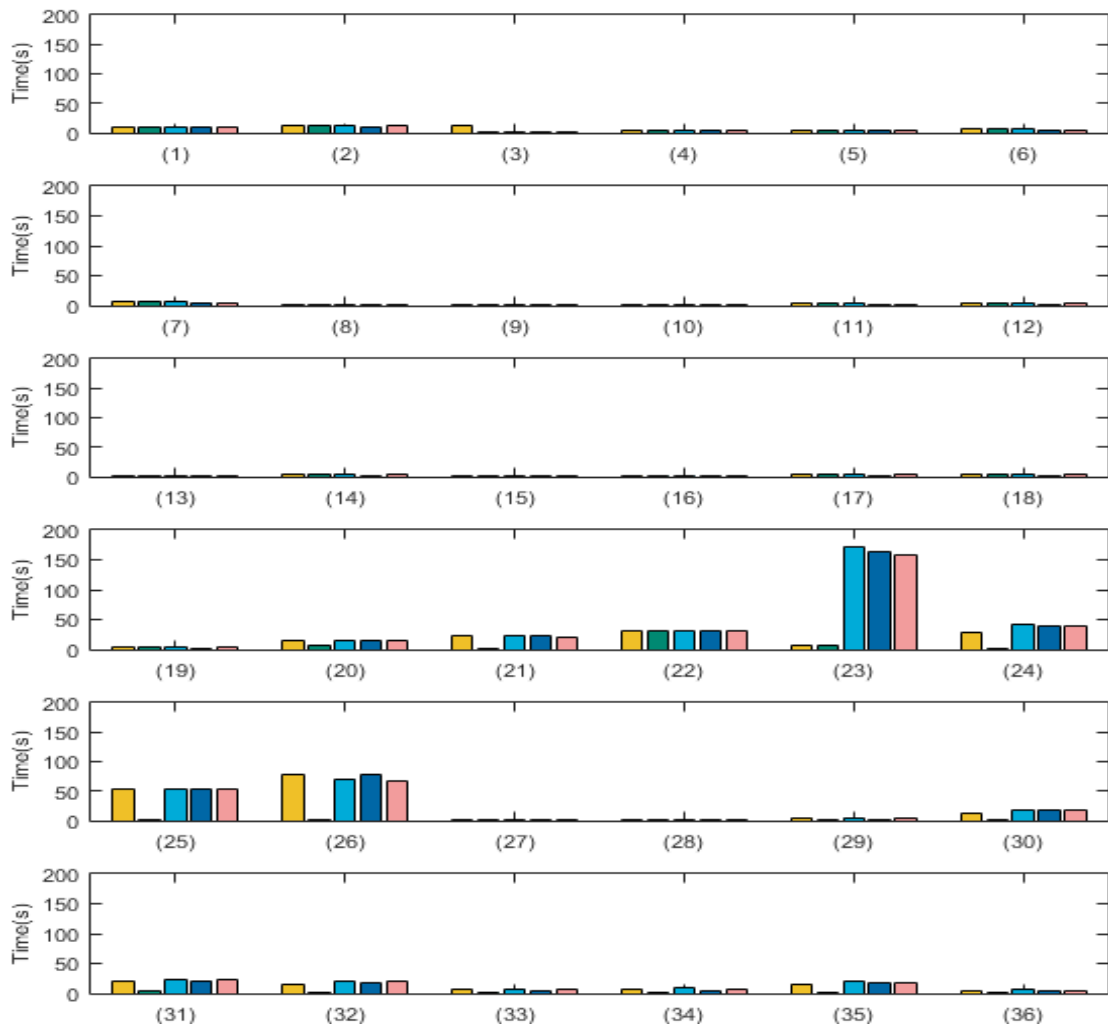 200
150
100
50
0
Time(s)
(1) (2) (3) (4) (5) (6)
200
150
100
50
0
Time(s)
(7) (8) (9) (10) (11) (12)
200
150
100
50
0
Time(s)
(13) (14) (15) (16) (17) (18)
200
150
100
50
0
Time(s)
(19) (20) (21) (22) (23) (24)
200
150
100
50
0
Time(s)
(25) (26) (27) (28) (29) (30)
200
150
100
50
0
Time(s)
(31) (32) (33) (34) (35) (36)